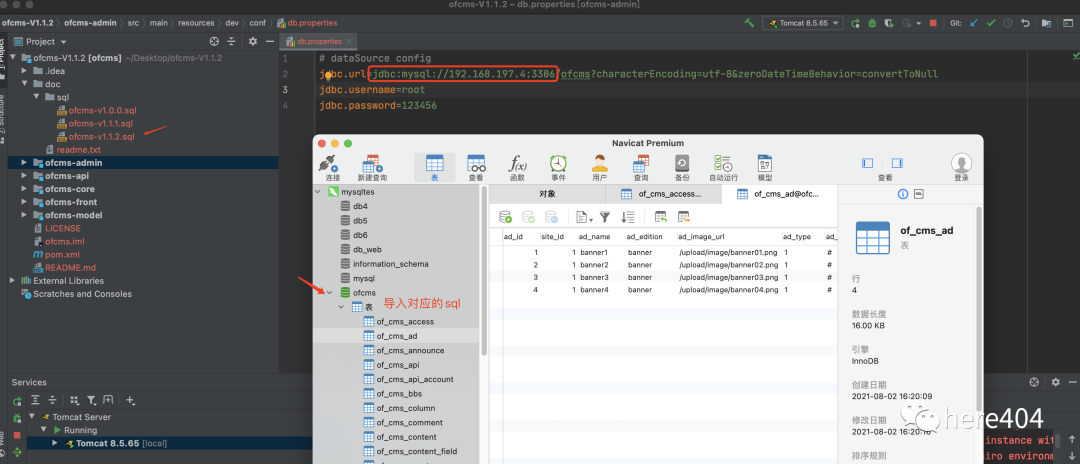 ofcms-V1.1.2 – db.properties [ofcms-admin]
ofcms-V1.1.2 › ofcms-admin › src › main › resources › dev › conf › db.properties
Tomcat 8.5.65
Git:
Project
db.properties
ofcms-V1.1.2 [ofcms] ~/Desktop/ofcms-V1.1.2
.idea
doc
sql
ofcms-v1.0.0.sql
ofcms-v1.1.1.sql
ofcms-v1.1.2.sql
readme.txt
ofcms-admin
ofcms-api
ofcms-core
ofcms-front
ofcms-model
LICENSE
ofcms.iml
pom.xml
README.md
External Libraries
Scratches and Consoles
1 # dataSource config
2 jdbc.url=jdbc:mysql://192.168.197.4:3306/ofcms?characterEncoding=utf-8&zeroDateTimeBehavior=convertToNull
3 jdbc.username=root
4 jdbc.password=123456
Navicat Premium
连接 新建查询 表 查看 函数 事件 用户 查询 备份 自动运行 模型 查看 登录
mysqltes
db4
db5
db6
db_web
information_schema
mysql
ofcms
表
导入对应的sql
of_cms_access
of_cms_ad
of_cms_announce
of_cms_api
of_cms_api_account
of_cms_bbs
of_cms_column
of_cms_comment
of_cms_content
of_cms_content_field
对象 of_cms_access... of_cms_ad@ofc...
ad_id site_id ad_name ad_edition ad_image_url ad_type ad_
1 1 banner1 banner /upload/image/banner01.png 1 #
2 1 banner2 banner /upload/image/banner02.png 1 #
3 1 banner3 banner /upload/image/banner03.png 1 #
4 1 banner4 banner /upload/image/banner04.png 1 #
of_cms_ad
表
行
4
数据长度
16.00 KB
引擎
InnoDB
创建日期
2021-08-02 16:20:09
修改日期
2021-08-02 16:20:10
排序规则
Services
Tomcat Server
Running
Tomcat 8.5.65 [local]
here404
instance wit
iro environm